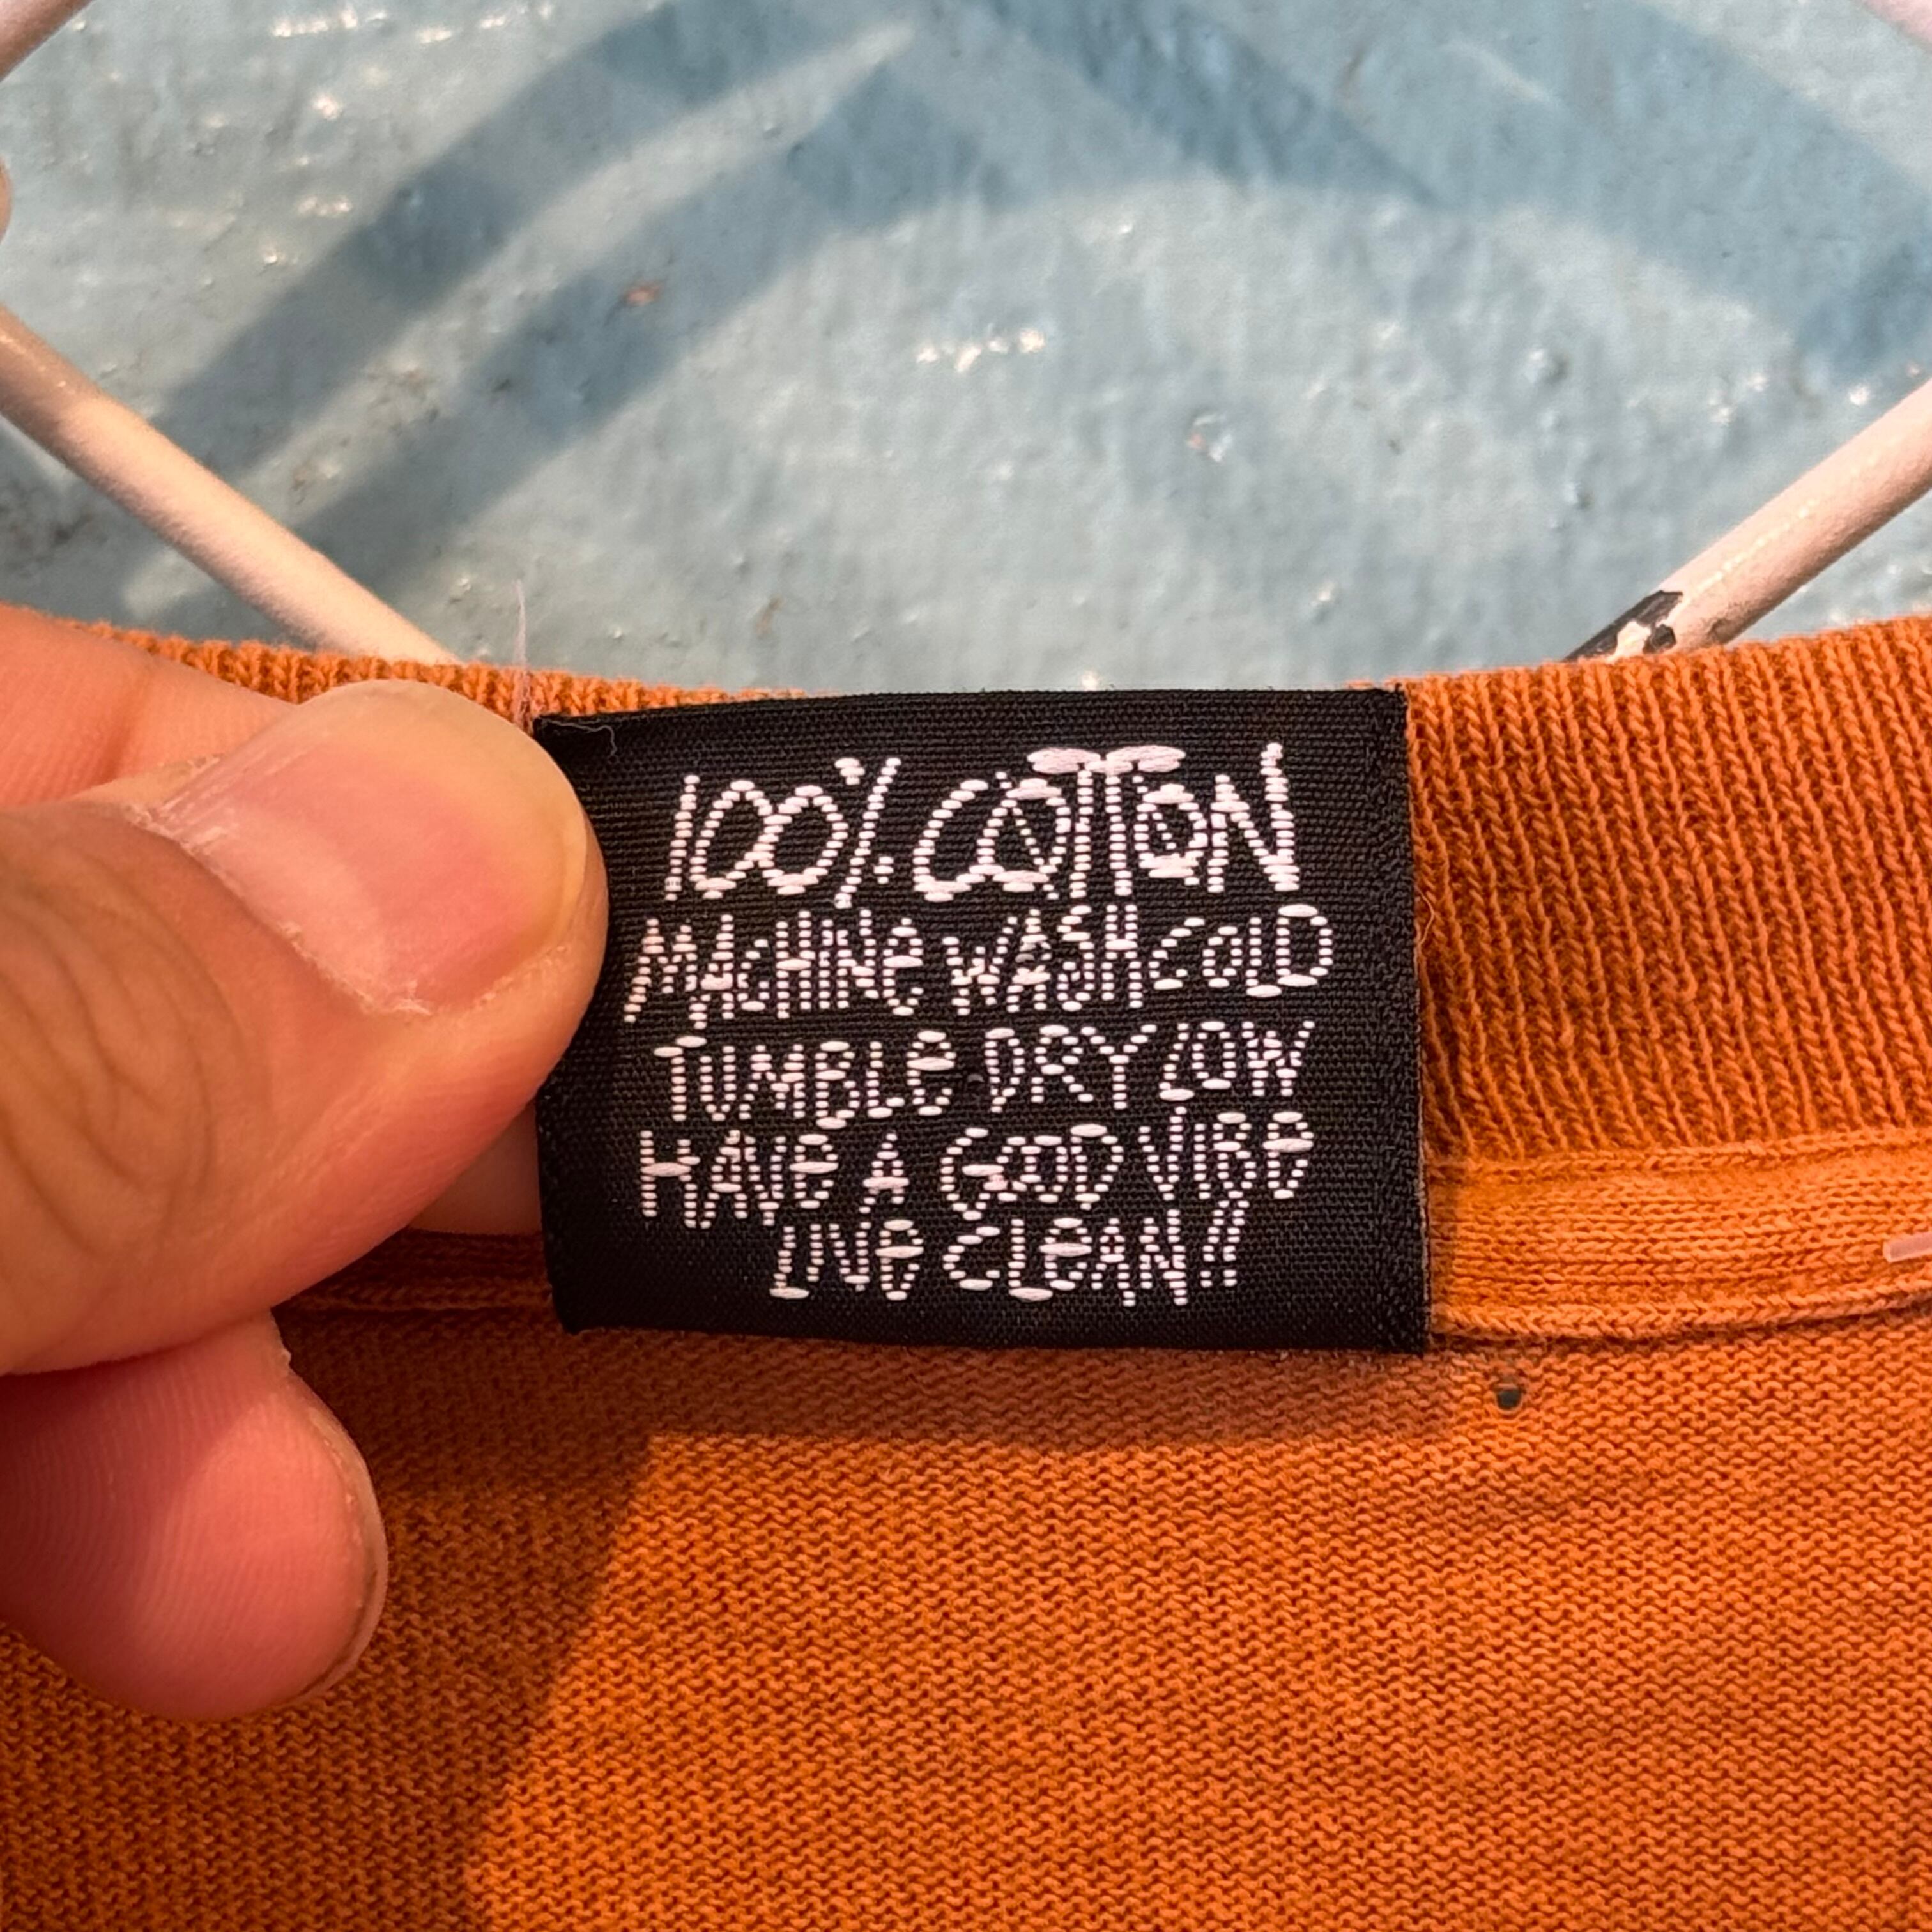 100% COTTON
MACHINE WASH COLD
TUMBLE DRY LOW
HAVE A GOOD VIBE
LIVE CLEAN!!